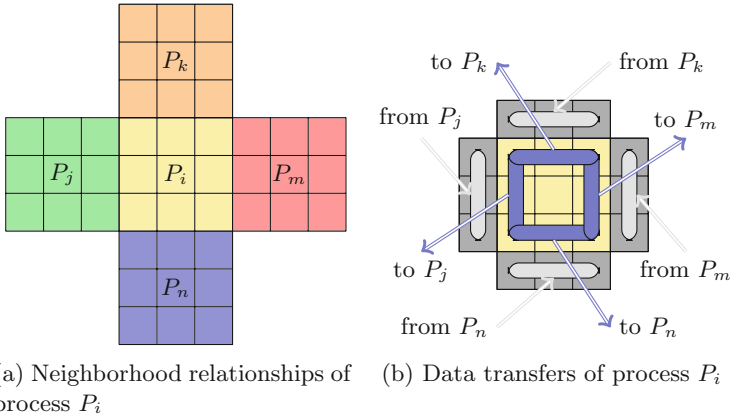 P_k
P_j P_i P_m
P_n
to P_k from P_k
from P_j to P_m
to P_j from P_m
from P_n to P_n
a) Neighborhood relationships of
process P_i
(b) Data transfers of process P_i